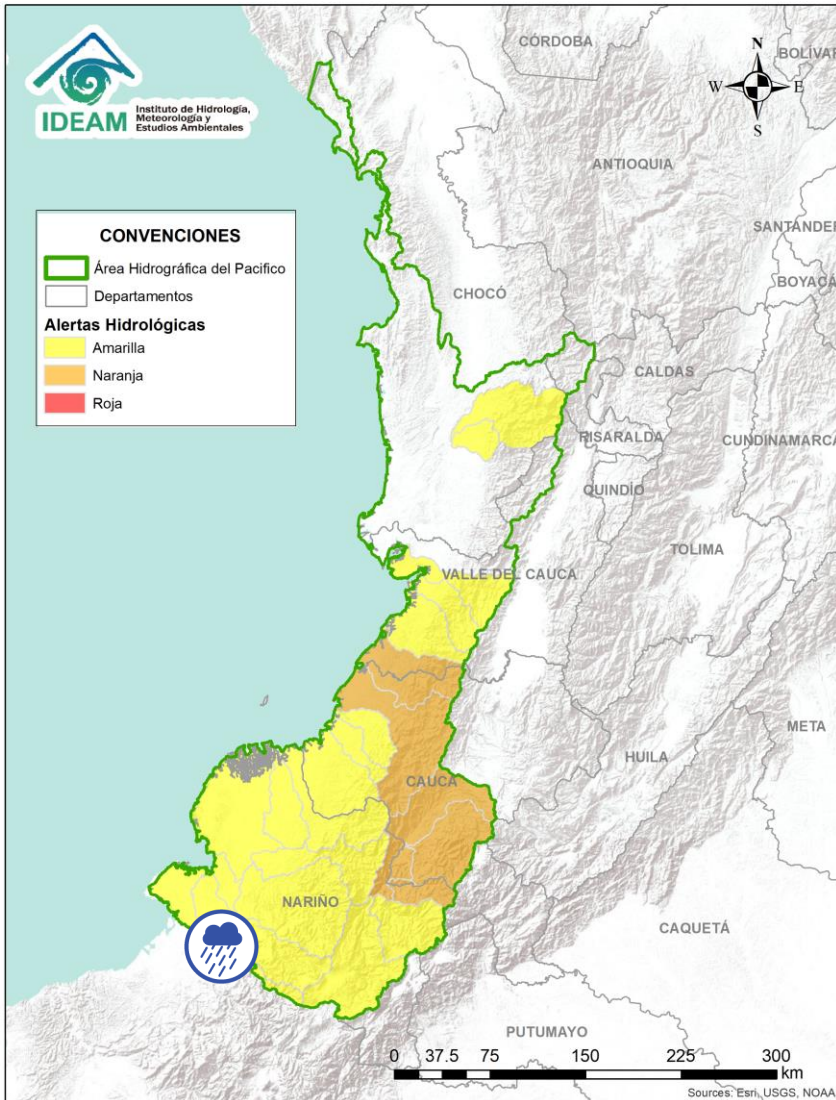 IDEAM
Instituto de Hidrología,
Meteorología y
Estudios Ambientales
CÓRDOBA
BOLÍVAR
N
W
E
S
ANTIOQUIA
SANTANDER
BOYACÁ
CONVENCIONES
Área Hidrográfica del Pacifico
Departamentos
Alertas Hidrológicas
Amarilla
Naranja
Roja
CHOCÓ
CALDAS
RISARALDA
CUNDINAMARCA
QUINDÍO
TOLIMA
VALLE DEL CAUCA
META
HUILA
CAUCA
NARIÑO
CAQUETÁ
PUTUMAYO
0 37.5 75 150 225 300
km
Sources: Esri, USGS, NOAA